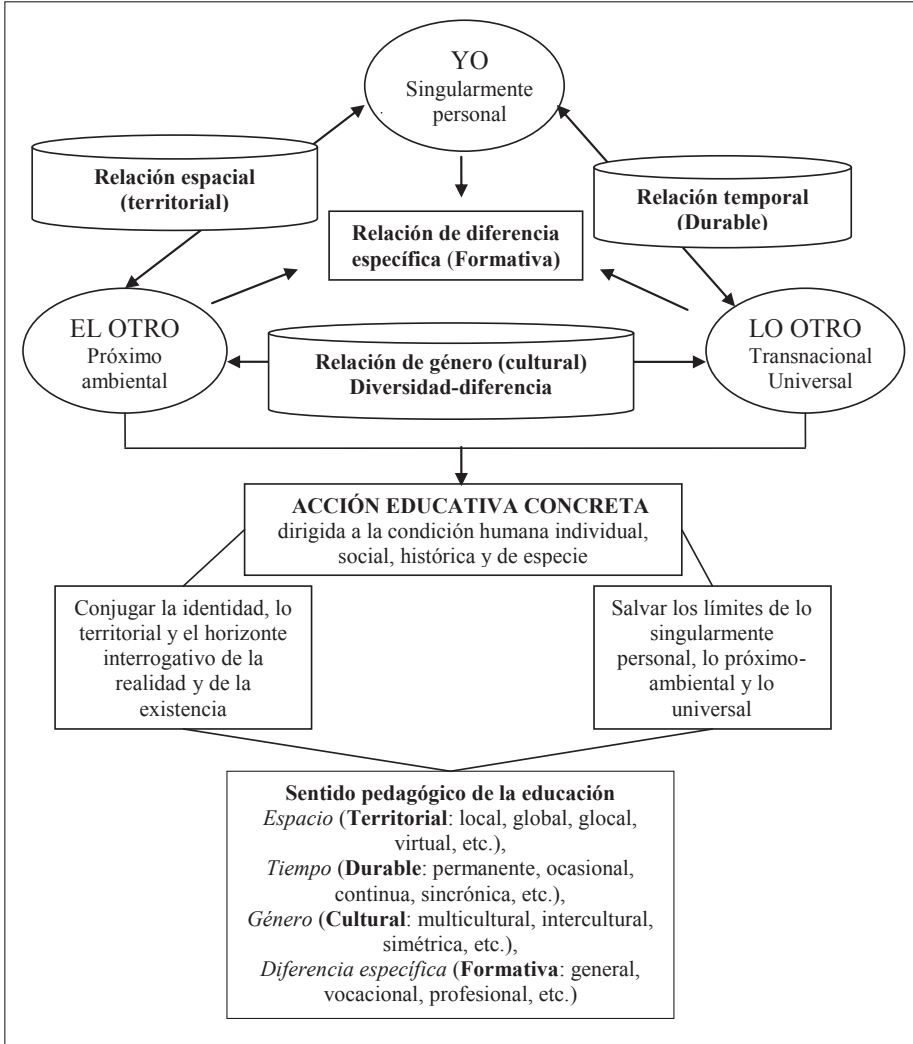 YO
Singularmente
personal
Relación espacial
(territorial)
Relación temporal
(Durable)
Relación de diferencia
específica (Formativa)
EL OTRO
Próximo
ambiental
Relación de género (cultural)
Diversidad-diferencia
LO OTRO
Transnacional
Universal
ACCIÓN EDUCATIVA CONCRETA
dirigida a la condición humana individual,
social, histórica y de especie
Conjugar la identidad, lo
territorial y el horizonte
interrogativo de la
realidad y de la
existencia
Salvar los límites de lo
singularmente
personal, lo próximo-
ambiental y lo
universal
Sentido pedagógico de la educación
Espacio (Territorial: local, global, glocal,
virtual, etc.),
Tiempo (Durable: permanente, ocasional,
continua, sincrónica, etc.),
Género (Cultural: multicultural, intercultural,
simétrica, etc.),
Diferencia específica (Formativa: general,
vocacional, profesional, etc.)